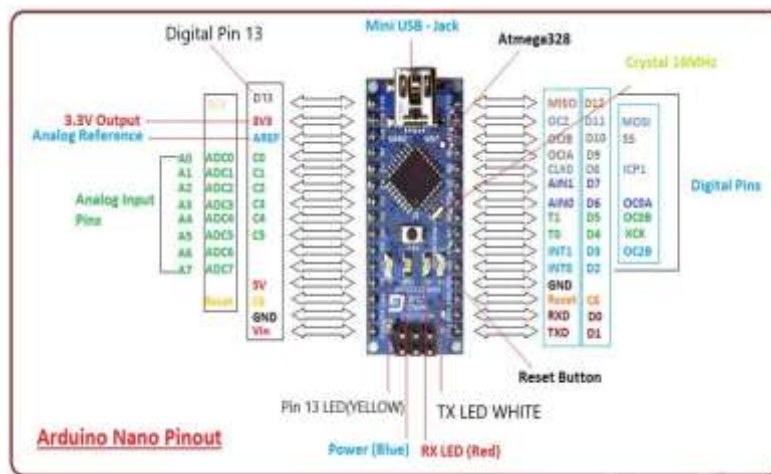 Mini USB - Jack
Digital Pin 13
Atmega328
Crystal 16MHz
D13
3.3V Output
3V3
Analog Reference
AREF
A0 ADC0 C0
A1 ADC1 C1
A2 ADC2 C2
A3 ADC3 C3
A4 ADC4 C4
A5 ADC5 C5
A6 ADC6
A7 ADC7
Analog Input
Pins
5V
Reset C6
GND
Vin
MISO D12
OC2 D11 MOSI
OCIB D10 SS
OCIA D9
CLK0 D8 ICP1
AIN1 D7
AIN0 D6 OC0A
T1 D5 OC0B
T0 D4 XCK
INT1 D3 OC2B
INT0 D2
GND
Reset C6
RXD D0
TXD D1
Digital Pins
Reset Button
Pin 13 LED(YELLOW)
TX LED WHITE
Power (Blue)
RX LED (Red)
Arduino Nano Pinout